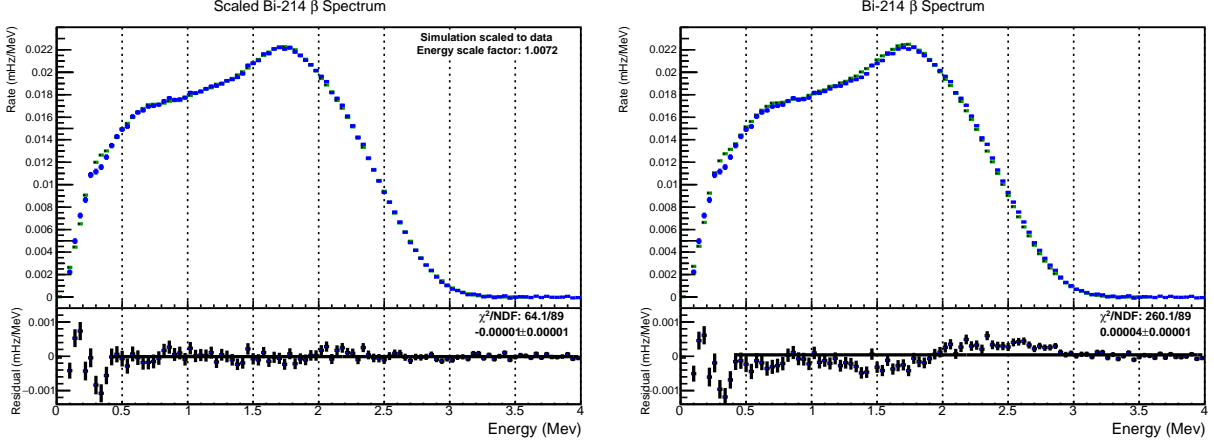 Scaled Bi-214 β Spectrum
Rate (mHz/MeV)
0.022
0.02
0.018
0.016
0.014
0.012
0.01
0.008
0.006
0.004
0.002
0
Simulation scaled to data
Energy scale factor: 1.0072
Residual (mHz/MeV)
0.001
0
−0.001
χ²/NDF: 64.1/89
-0.00001±0.00001
0 0.5 1 1.5 2 2.5 3 3.5 4
Energy (Mev)
Bi-214 β Spectrum
Rate (mHz/MeV)
0.022
0.02
0.018
0.016
0.014
0.012
0.01
0.008
0.006
0.004
0.002
0
Residual (mHz/MeV)
0.001
0
−0.001
χ²/NDF: 260.1/89
0.00004±0.00001
0 0.5 1 1.5 2 2.5 3 3.5 4
Energy (Mev)